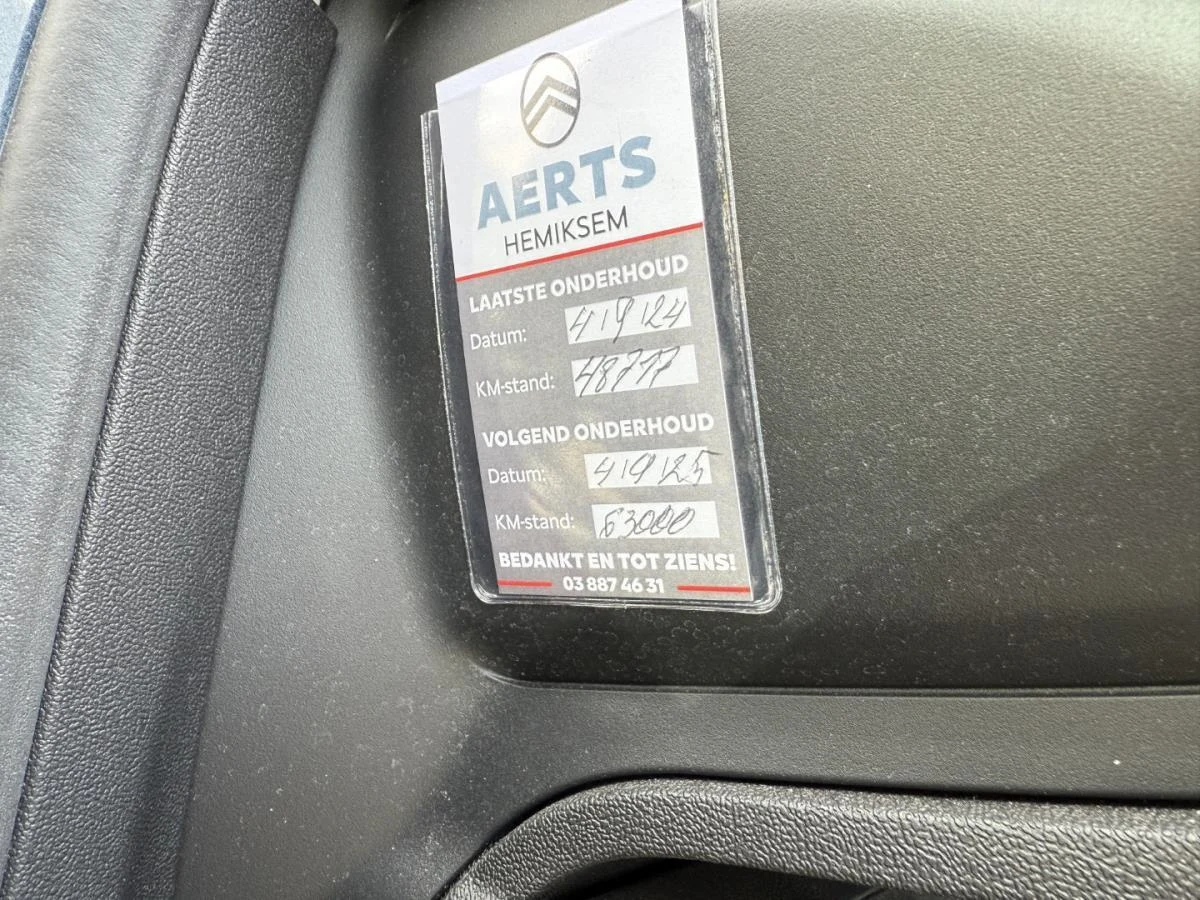 AERTS
HEMIKSEM
LAATSTE ONDERHOUD
Datum: 4/9/24
KM-stand: 48717
VOLGEND ONDERHOUD
Datum: 4/9/25
KM-stand: 63000
BEDANKT EN TOT ZIENS!
03 887 46 31